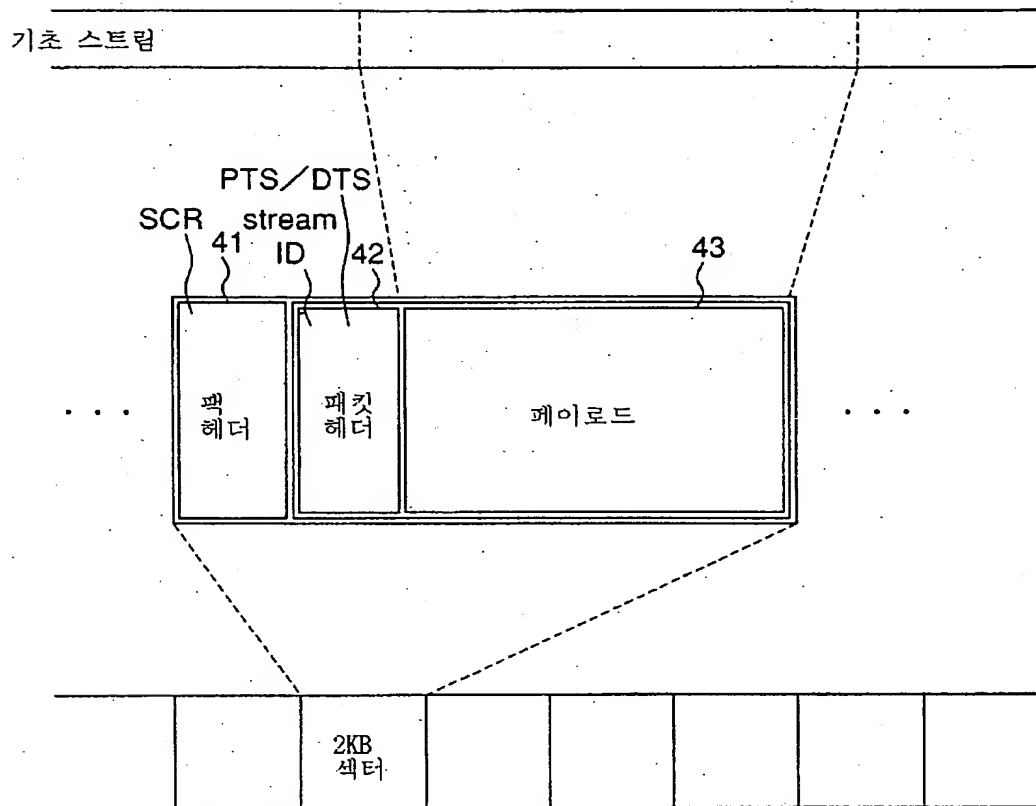 기초 스트림
PTS/DTS
SCR
stream
ID
41
42
43
팩
헤더
패킷
헤더
페이로드
2KB
섹터